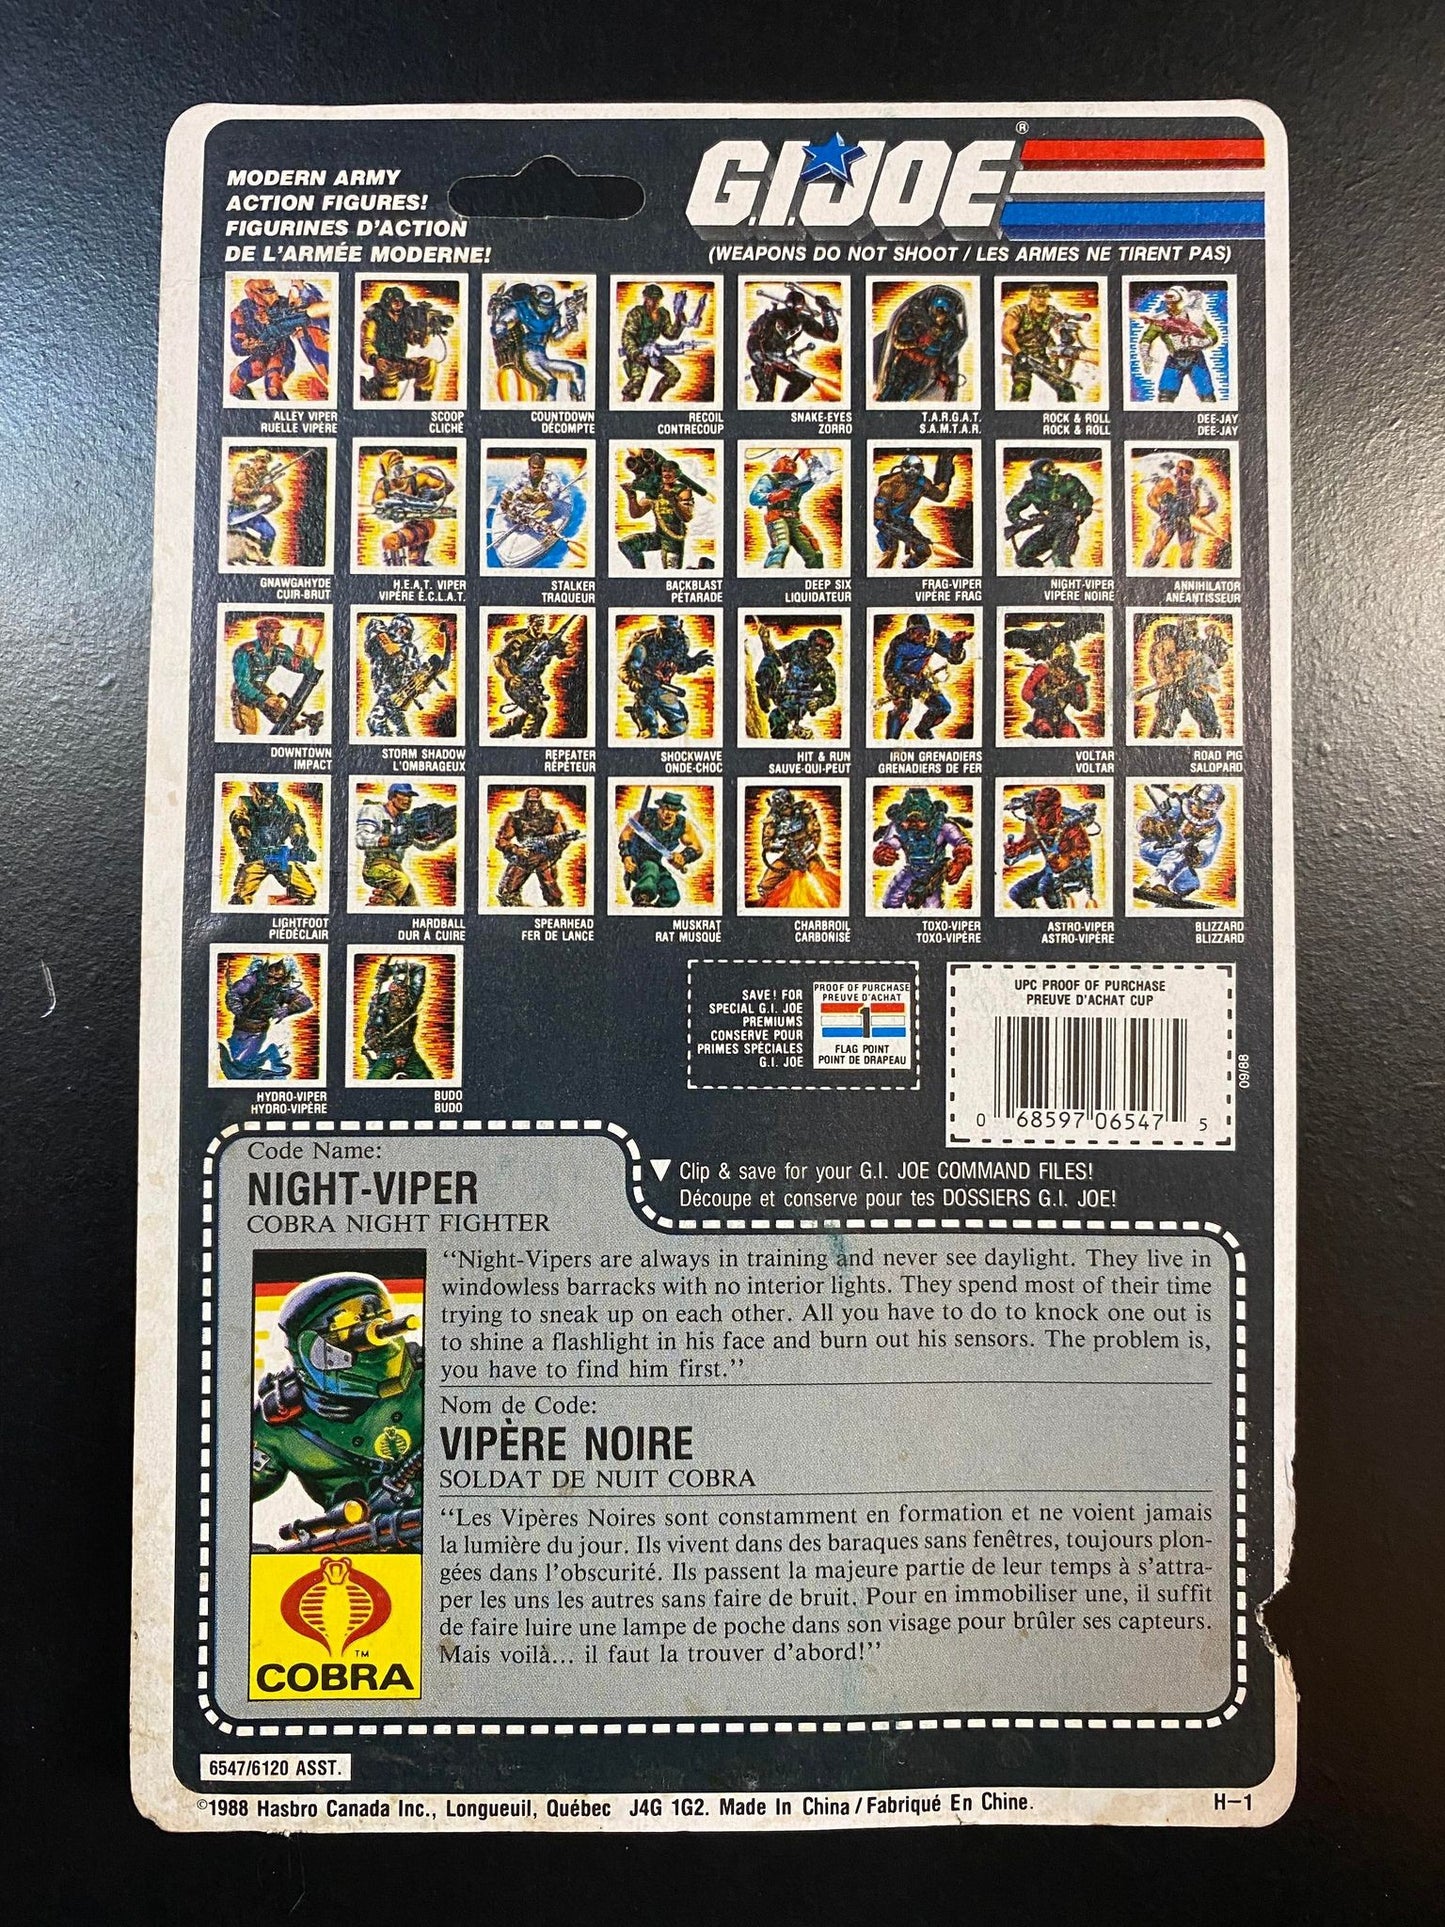 MODERN ARMY
ACTION FIGURES!
FIGURINES D'ACTION
DE L'ARMÉE MODERNE!
G.I. JOE ®
(WEAPONS DO NOT SHOOT / LES ARMES NE TIRENT PAS)
ALLEY VIPER SCOOP COUNTDOWN RECOIL SNAKE-EYES T.A.R.G.A.T. ROCK & ROLL DEE-JAY
RUELLE VIPÈRE CLICHÉ DÉCOMPTE CONTRECOUP ZORRO S.A.M.T.A.R. ROCK & ROLL DEE-JAY
GNAWGAHYDE H.E.A.T. VIPER STALKER BACKBLAST DEEP SIX FRAG-VIPER NIGHT-VIPER ANNIHILATOR
CUIR-BRUT VIPÈRE É.C.L.A.T. TRAQUEUR PÉTARADE LIQUIDATEUR VIPÈRE FRAG VIPÈRE NOIRE ANÉANTISSEUR
DOWNTOWN STORM SHADOW REPEATER SHOCKWAVE HIT & RUN IRON GRENADIERS VOLTAR ROAD PIG
IMPACT L'OMBRAGEUX RÉPÉTEUR ONDE-CHOC SAUVE-QUI-PEUT GRENADIERS DE FER VOLTAR SALOPARD
LIGHTFOOT HARDBALL SPEARHEAD MUSKRAT CHARBROIL TOXO-VIPER ASTRO-VIPER BLIZZARD
PIEDÉCLAIR DUR À CUIRE FER DE LANCE RAT MUSQUÉ CARBONISÉ TOXO-VIPÈRE ASTRO-VIPÈRE BLIZZARD
HYDRO-VIPER BUDO
HYDRO-VIPÈRE BUDO
SAVE! FOR
SPECIAL G.I. JOE
PREMIUMS
CONSERVE POUR
PRIMES SPÉCIALES
G.I. JOE
PROOF OF PURCHASE
PREUVE D'ACHAT
1
FLAG POINT
POINT DE DRAPEAU
UPC PROOF OF PURCHASE
PREUVE D'ACHAT CUP
0 68597 06547 5
09/88
Clip & save for your G.I. JOE COMMAND FILES!
Découpe et conserve pour tes DOSSIERS G.I. JOE!
Code Name:
NIGHT-VIPER
COBRA NIGHT FIGHTER
“Night-Vipers are always in training and never see daylight. They live in
windowless barracks with no interior lights. They spend most of their time
trying to sneak up on each other. All you have to do to knock one out is
to shine a flashlight in his face and burn out his sensors. The problem is,
you have to find him first.”
Nom de Code:
VIPÈRE NOIRE
SOLDAT DE NUIT COBRA
“Les Vipères Noires sont constamment en formation et ne voient jamais
la lumière du jour. Ils vivent dans des baraques sans fenêtres, toujours plon-
gées dans l'obscurité. Ils passent la majeure partie de leur temps à s'attra-
per les uns les autres sans faire de bruit. Pour en immobiliser une, il suffit
de faire luire une lampe de poche dans son visage pour brûler ses capteurs.
Mais voilà... il faut la trouver d'abord!”
TM
COBRA
6547/6120 ASST.
©1988 Hasbro Canada Inc., Longueuil, Québec J4G 1G2. Made In China / Fabriqué En Chine.
H-1